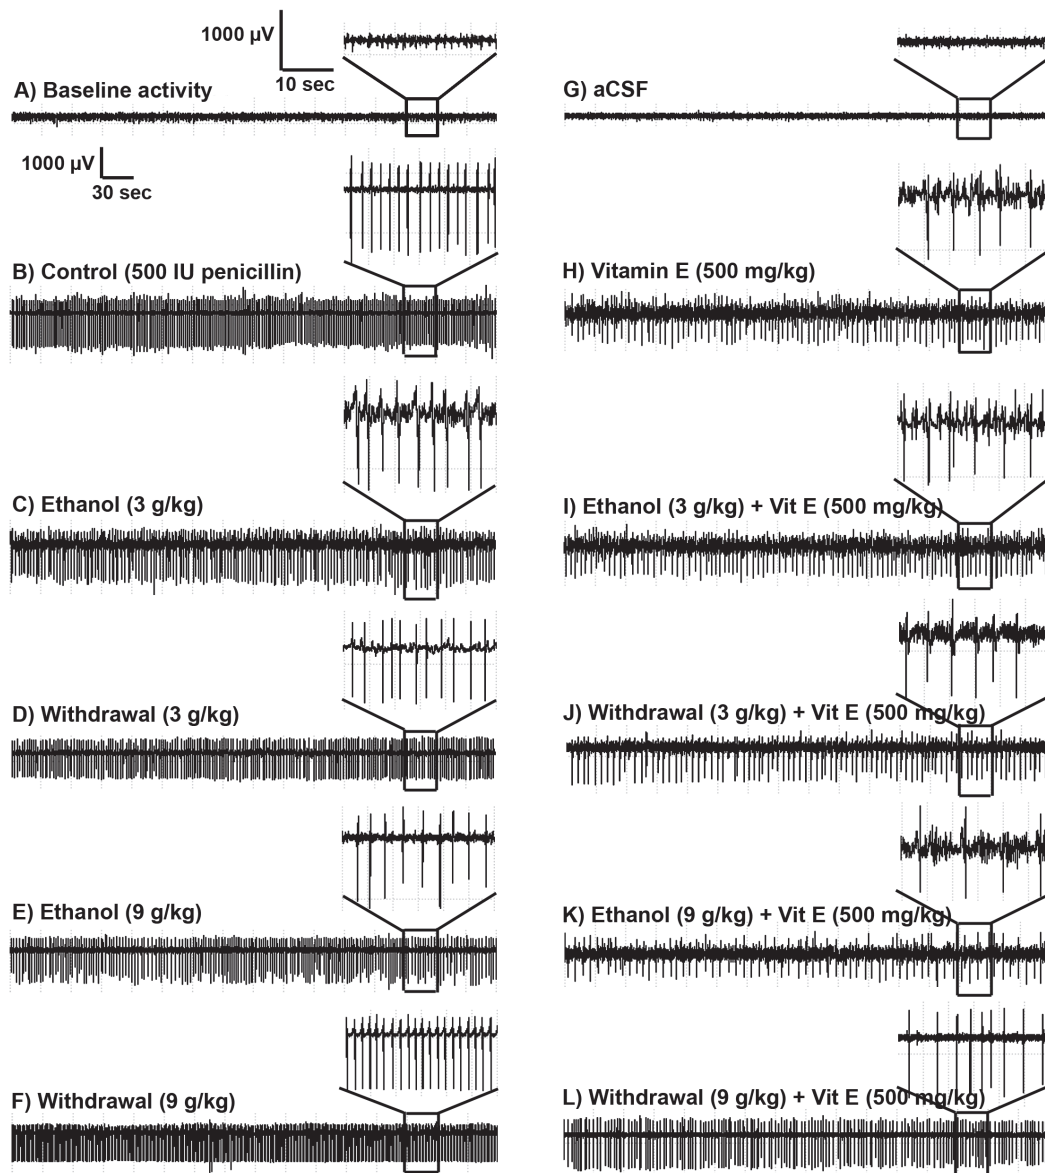 1000 µV
10 sec
A) Baseline activity
1000 µV
30 sec
B) Control (500 IU penicillin)
C) Ethanol (3 g/kg)
D) Withdrawal (3 g/kg)
E) Ethanol (9 g/kg)
F) Withdrawal (9 g/kg)
G) aCSF
H) Vitamin E (500 mg/kg)
I) Ethanol (3 g/kg) + Vit E (500 mg/kg)
J) Withdrawal (3 g/kg) + Vit E (500 mg/kg)
K) Ethanol (9 g/kg) + Vit E (500 mg/kg)
L) Withdrawal (9 g/kg) + Vit E (500 mg/kg)